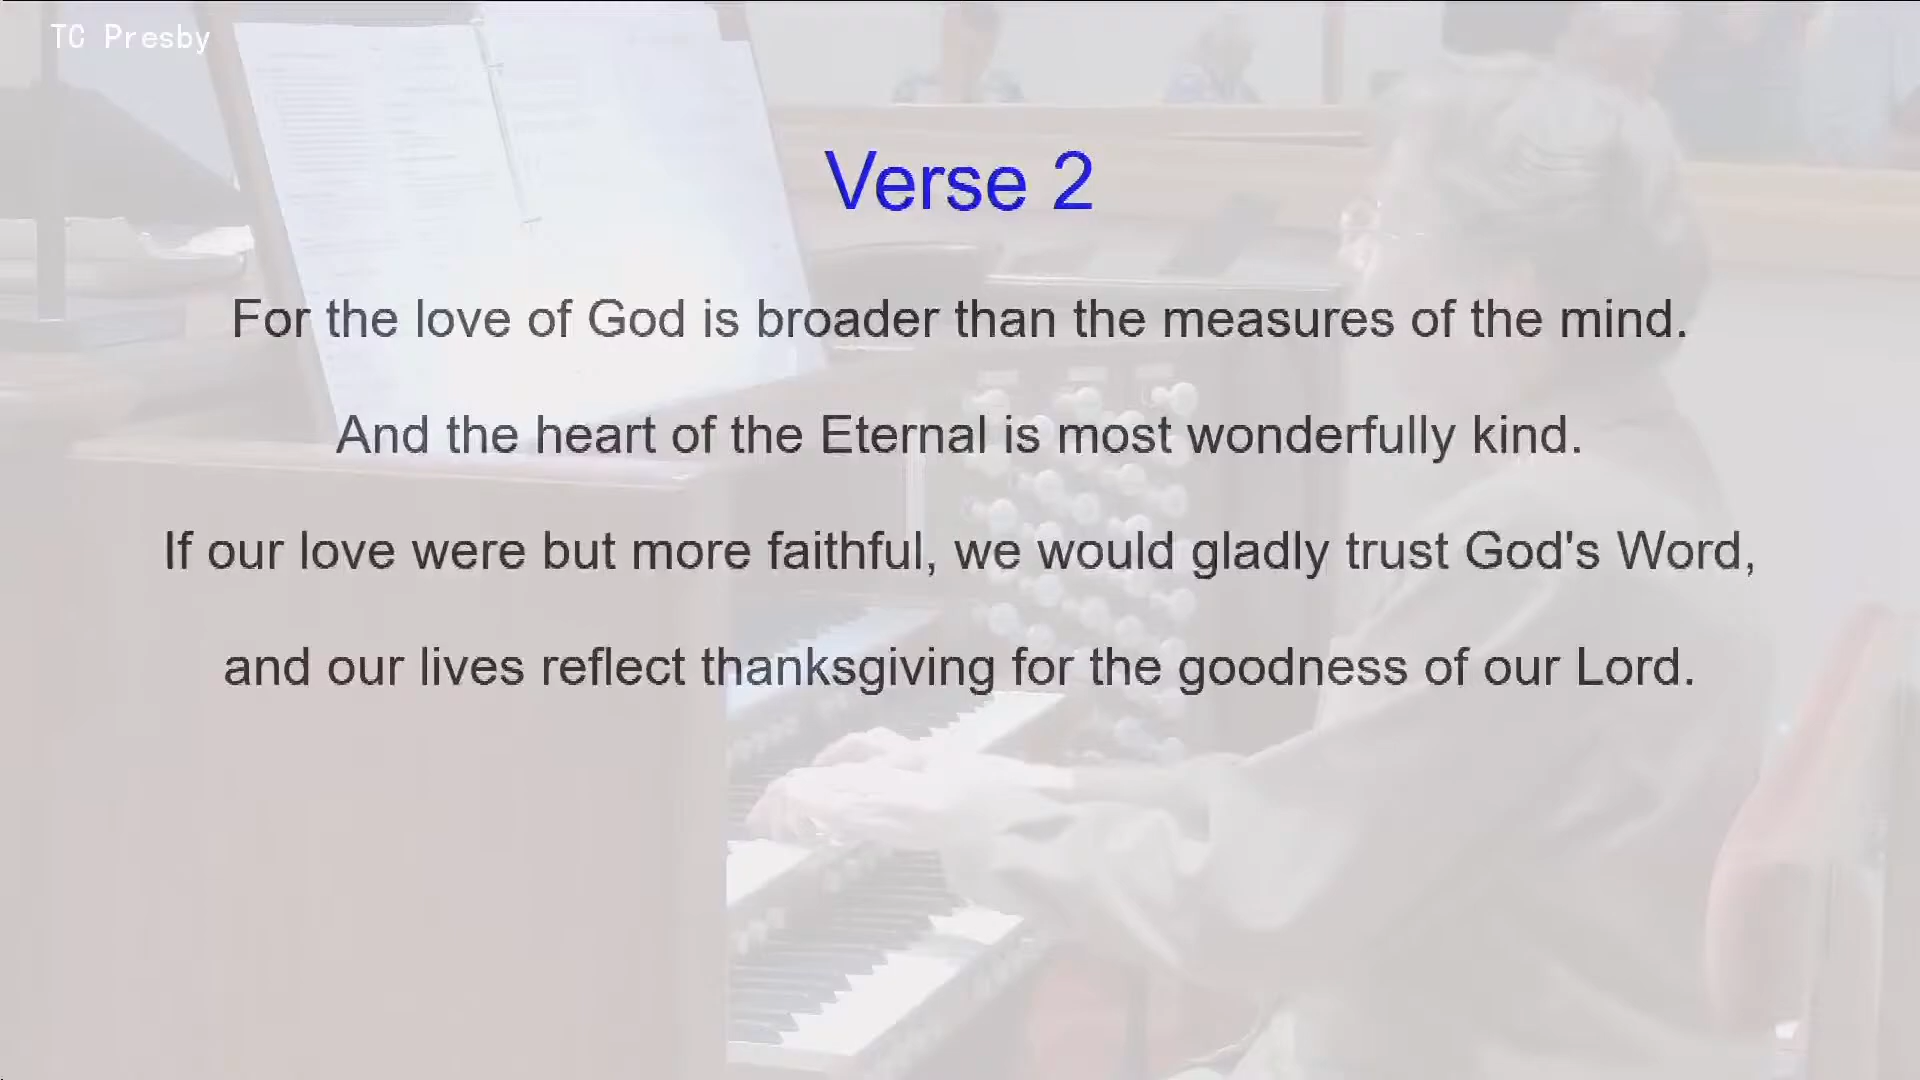 TC Presby
Verse 2
For the love of God is broader than the measures of the mind.
And the heart of the Eternal is most wonderfully kind.
If our love were but more faithful, we would gladly trust God's Word,
and our lives reflect thanksgiving for the goodness of our Lord.